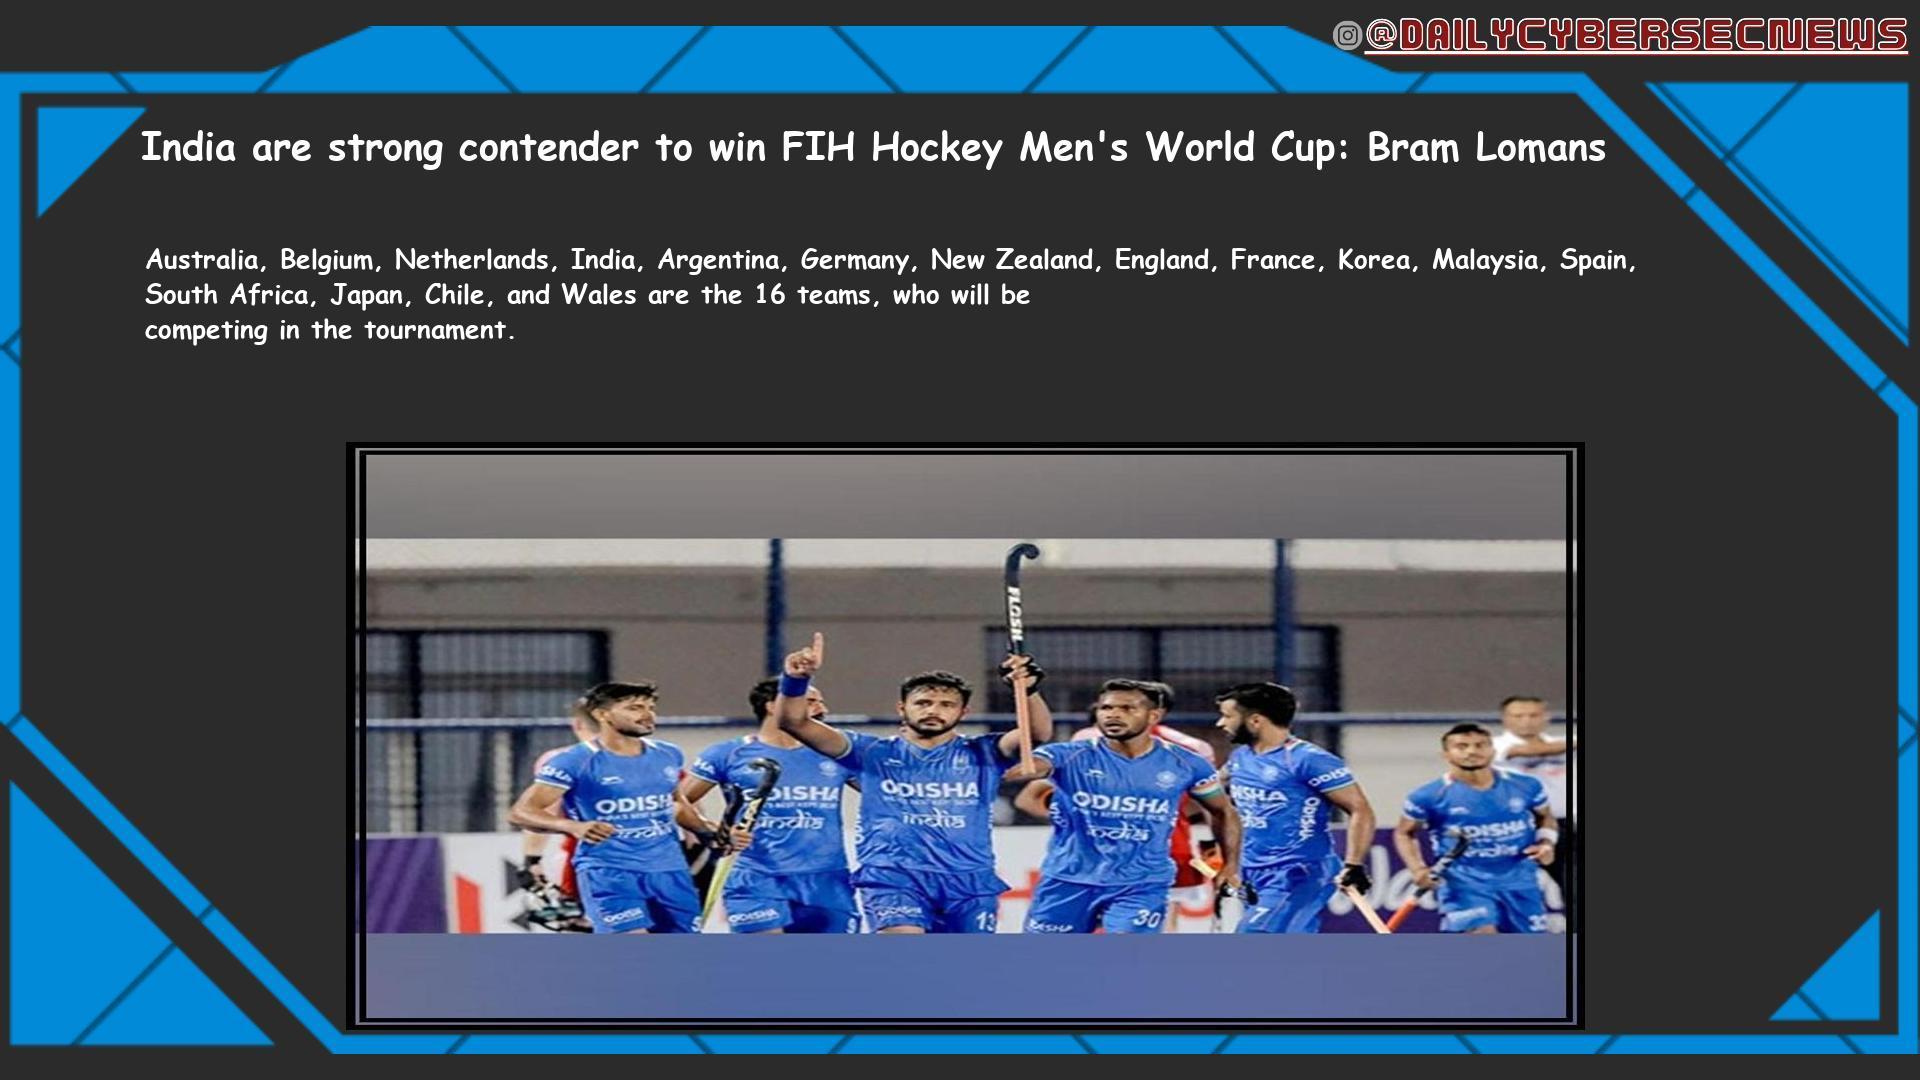 @DAILYCYBERSECNEWS
India are strong contender to win FIH Hockey Men's World Cup: Bram Lomans
Australia, Belgium, Netherlands, India, Argentina, Germany, New Zealand, England, France, Korea, Malaysia, Spain,
South Africa, Japan, Chile, and Wales are the 16 teams, who will be
competing in the tournament.
FLASH
ODISHA
india
ODISHA
india
ODISHA
india
ODISHA
india
ODISHA
ODISHA
ODISHA
ODISHA
13
30
7